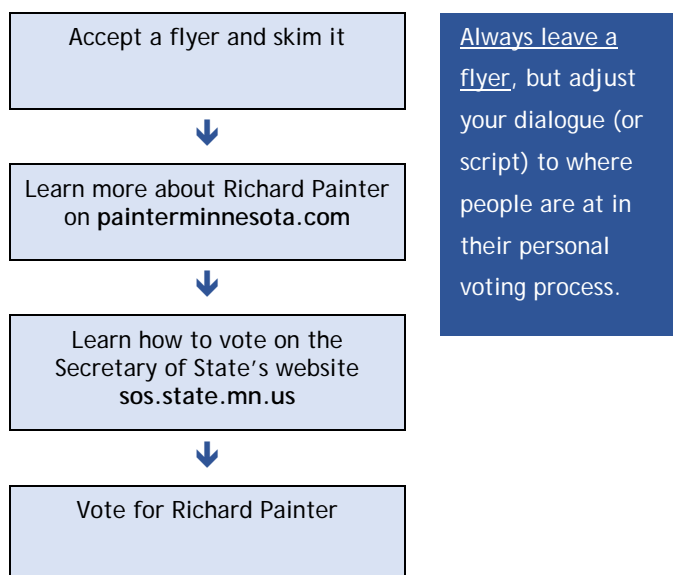 Accept a flyer and skim it
Learn more about Richard Painter
on painterminnesota.com
Learn how to vote on the
Secretary of State's website
sos.state.mn.us
Vote for Richard Painter
Always leave a
flyer, but adjust
your dialogue (or
script) to where
people are at in
their personal
voting process.